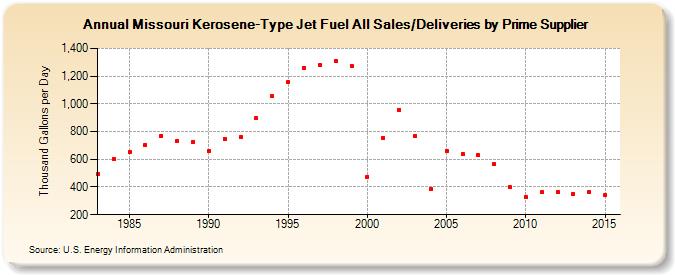 Annual Missouri Kerosene-Type Jet Fuel All Sales/Deliveries by Prime Supplier
Thousand Gallons per Day
1,400
1,200
1,000
800
600
400
200
1985 1990 1995 2000 2005 2010 2015
Source: U.S. Energy Information Administration